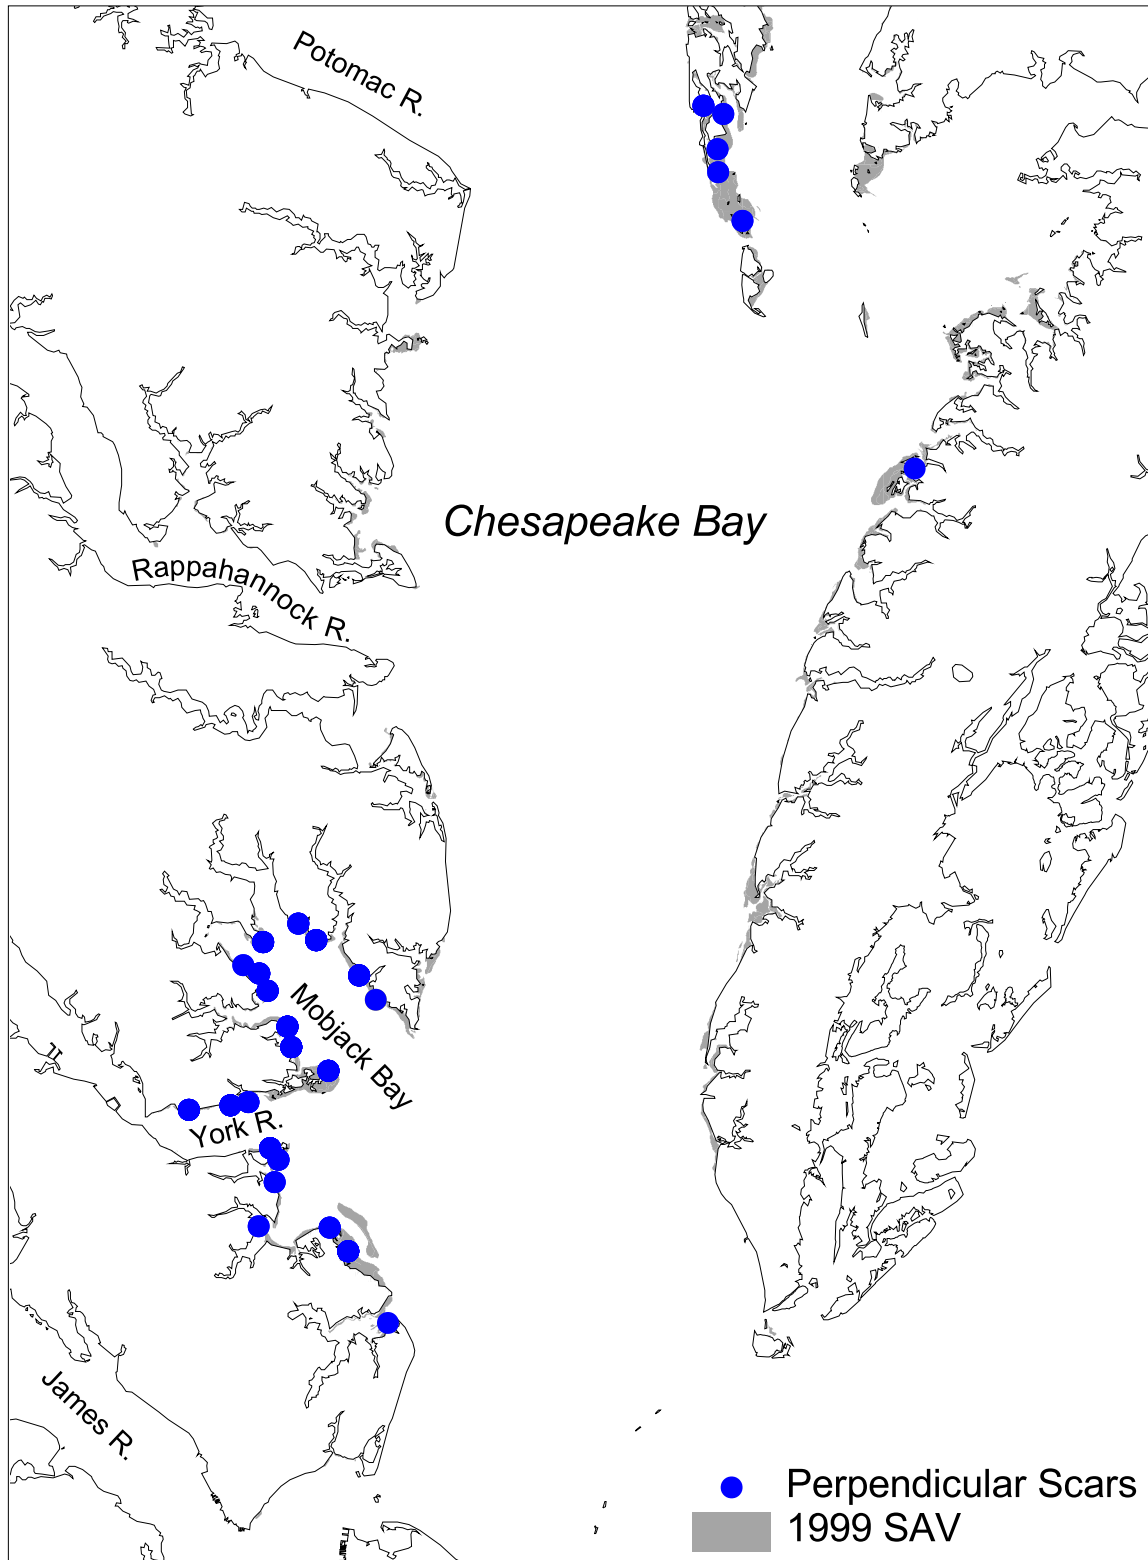 Potomac R.
Chesapeake Bay
Rappahannock R.
Mobjack Bay
York R.
James R.
Perpendicular Scars
1999 SAV